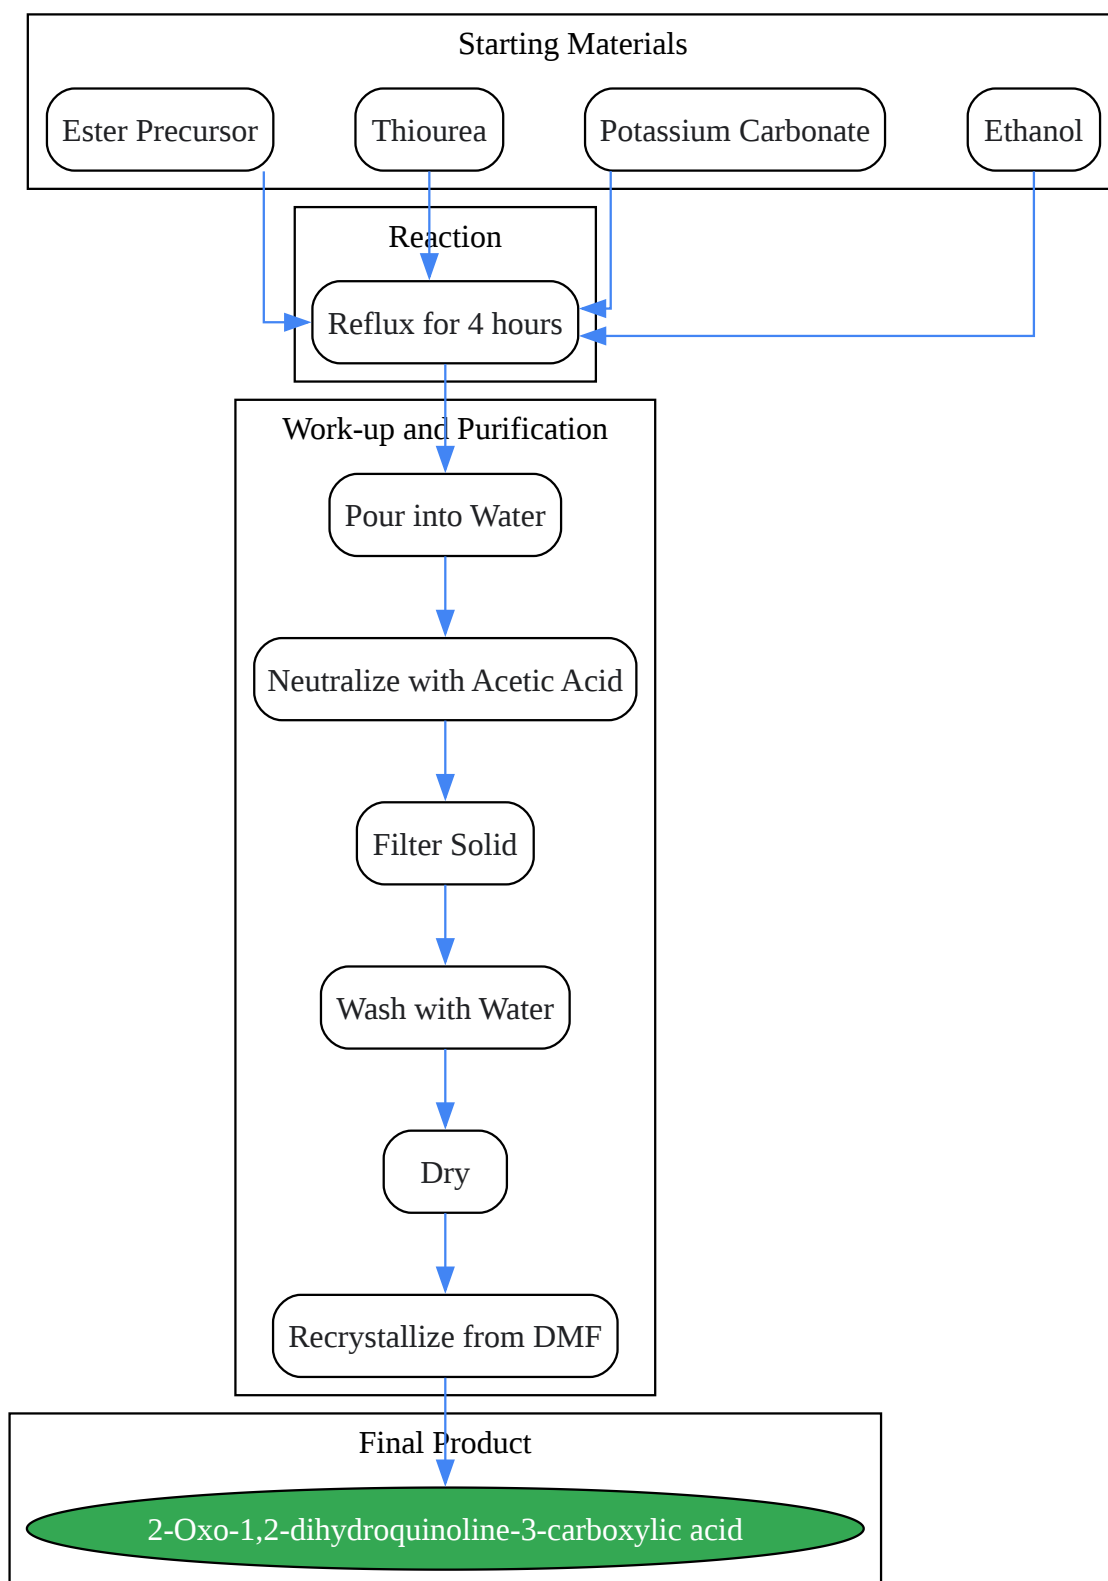 Starting Materials
Ester Precursor
Thiourea
Potassium Carbonate
Ethanol
Reaction
Reflux for 4 hours
Work-up and Purification
Pour into Water
Neutralize with Acetic Acid
Filter Solid
Wash with Water
Dry
Recrystallize from DMF
Final Product
2-Oxo-1,2-dihydroquinoline-3-carboxylic acid